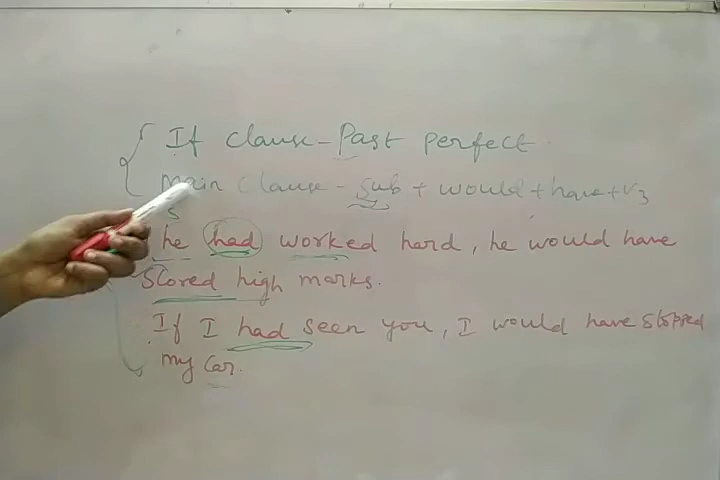 If clause - Past perfect.
main clause - sub + would + have + V3
S
he had worked hard, he would have
scored high marks.
If I had seen you, I would have stopped
my car.